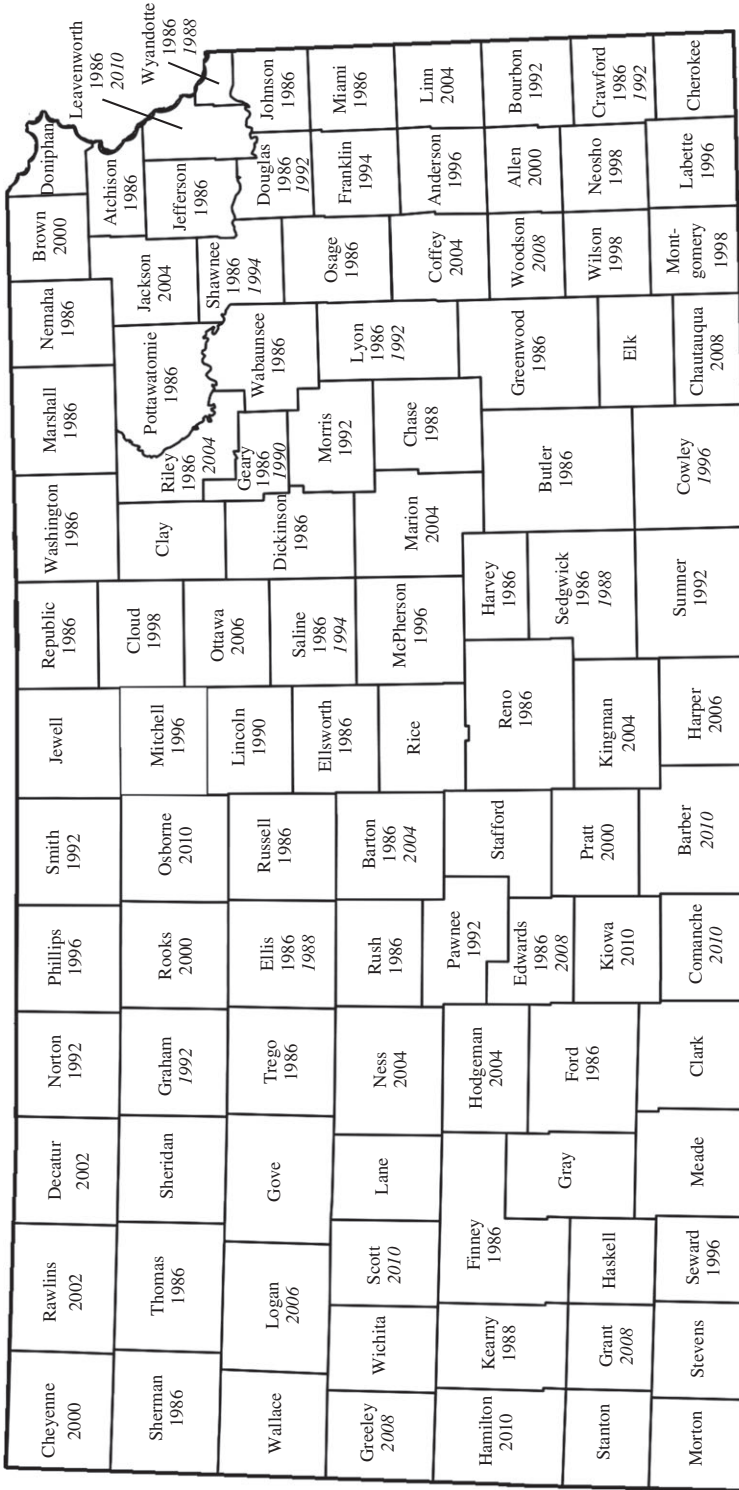 Cheyenne
2000
Rawlins
2002
Decatur
2002
Norton
1992
Phillips
1996
Smith
1992
Jewell
Republic
1986
Washington
1986
Marshall
1986
Nemaha
1986
Brown
2000
Doniphan
Leavenworth
1986
2010
Wyandotte
1986
1988
Sherman
1986
Thomas
1986
Sheridan
Graham
1992
Rooks
2000
Osborne
2010
Mitchell
1996
Cloud
1998
Clay
Riley
1986
2004
Pottawatomie
1986
Jackson
2004
Atchison
1986
Jefferson
1986
Wallace
Logan
2006
Gove
Trego
1986
Ellis
1986
1988
Russell
1986
Lincoln
1990
Ottawa
2006
Dickinson
1986
Geary
1986
1990
Wabaunsee
1986
Shawnee
1986
1994
Douglas
1986
1992
Johnson
1986
Greeley
2008
Wichita
Scott
2010
Lane
Ness
2004
Rush
1986
Barton
1986
2004
Ellsworth
1986
Saline
1986
1994
Morris
1992
Lyon
1986
1992
Osage
1986
Franklin
1994
Miami
1986
Hamilton
2010
Kearny
1988
Finney
1986
Hodgeman
2004
Pawnee
1992
Stafford
Rice
McPherson
1996
Marion
2004
Chase
1988
Coffey
2004
Anderson
1996
Linn
2004
Gray
Ford
1986
Edwards
1986
2008
Reno
1986
Harvey
1986
Sedgwick
1986
1988
Butler
1986
Greenwood
1986
Woodson
2008
Allen
2000
Bourbon
1992
Stanton
Grant
2008
Haskell
Kiowa
2010
Pratt
2000
Kingman
2004
Elk
Wilson
1998
Neosho
1998
Crawford
1986
1992
Morton
Stevens
Seward
1996
Meade
Clark
Comanche
2010
Barber
2010
Harper
2006
Sumner
1992
Cowley
1996
Chautauqua
2008
Mont-
gomery
1998
Labette
1996
Cherokee